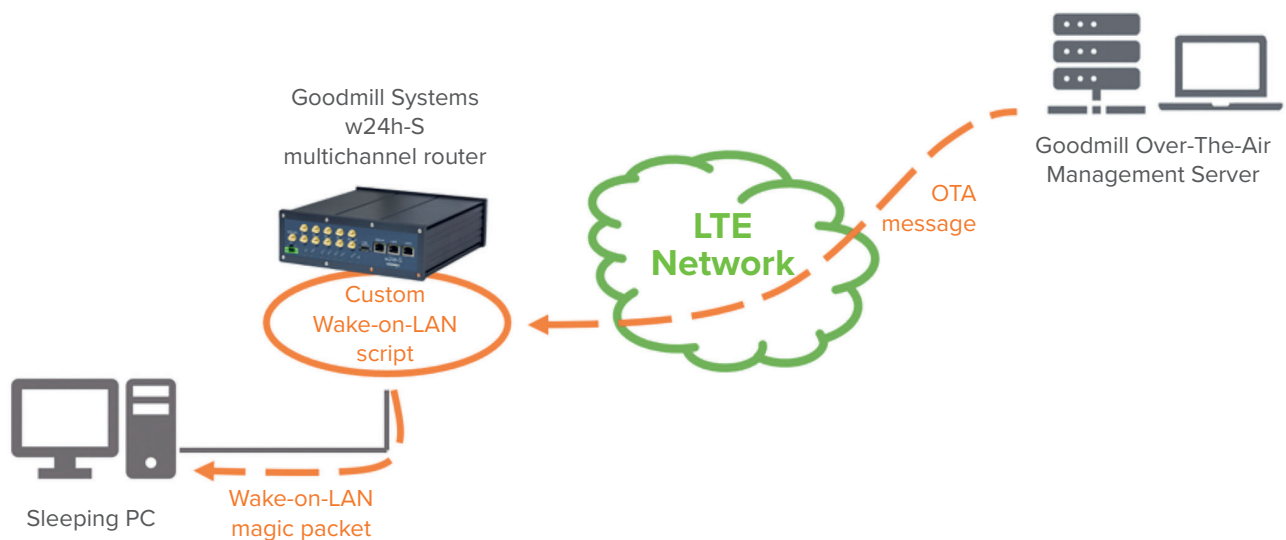 Goodmill Systems
w24h-S
multichannel router
Goodmill Over-The-Air
Management Server
OTA
message
LTE
Network
w24h-S
Custom
Wake-on-LAN
script
Sleeping PC
Wake-on-LAN
magic packet